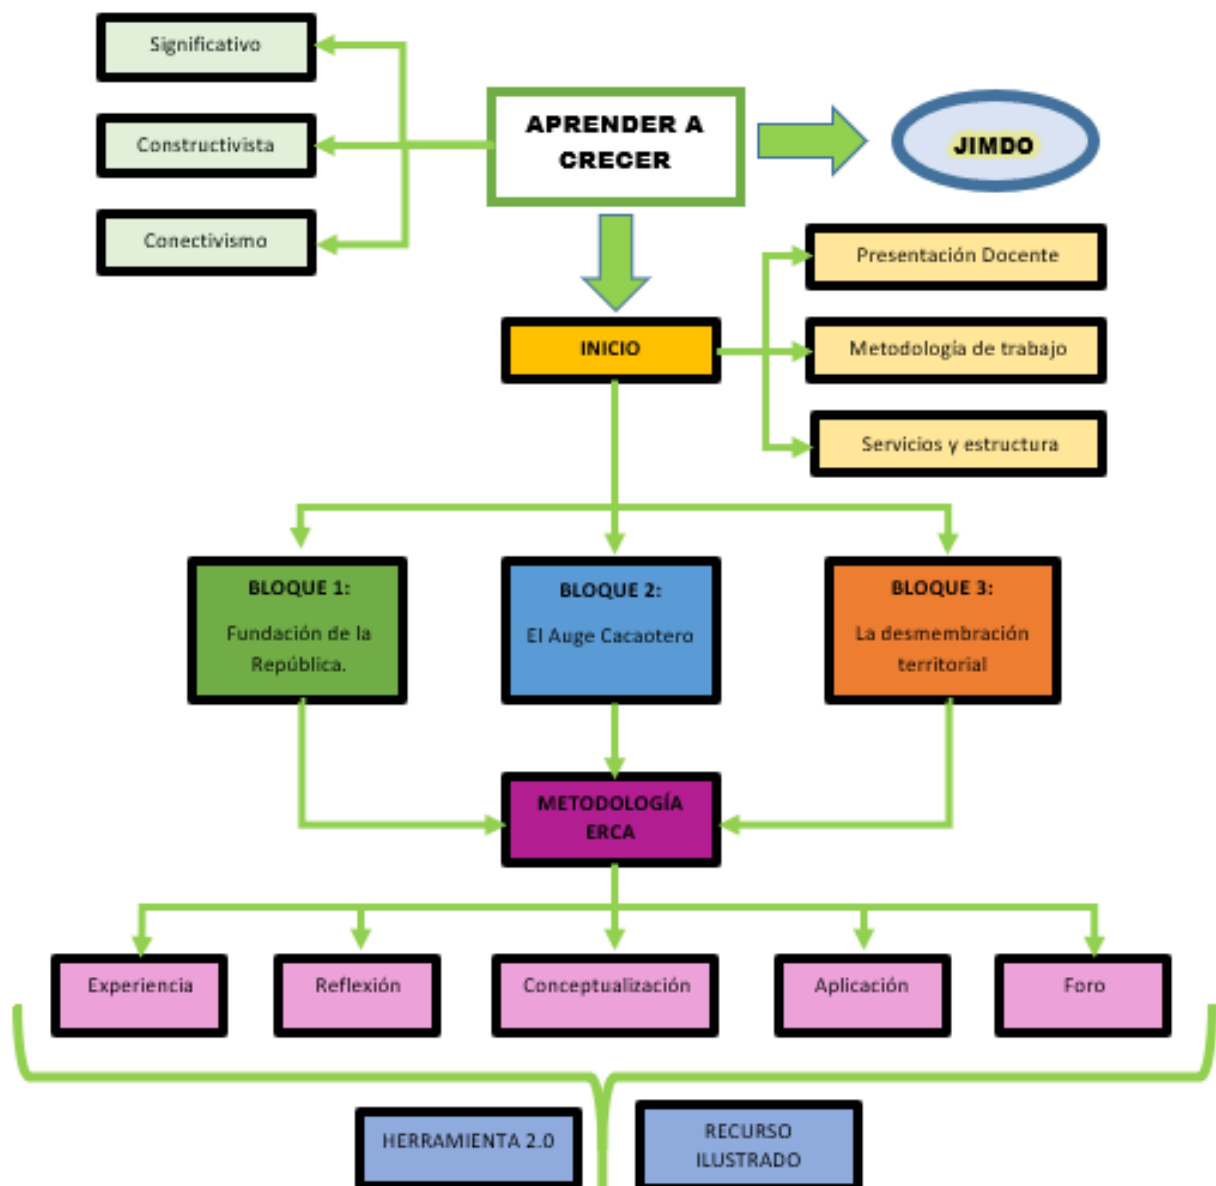 Significativo
Constructivista
Conectivismo
APRENDER A
CRECER
JIMDO
INICIO
Presentación Docente
Metodología de trabajo
Servicios y estructura
BLOQUE 1:
Fundación de la
República.
BLOQUE 2:
El Auge Cacaotero
BLOQUE 3:
La desmembración
territorial
METODOLOGÍA
ERCA
Experiencia
Reflexión
Conceptualización
Aplicación
Foro
HERRAMIENTA 2.0
RECURSO
ILUSTRADO